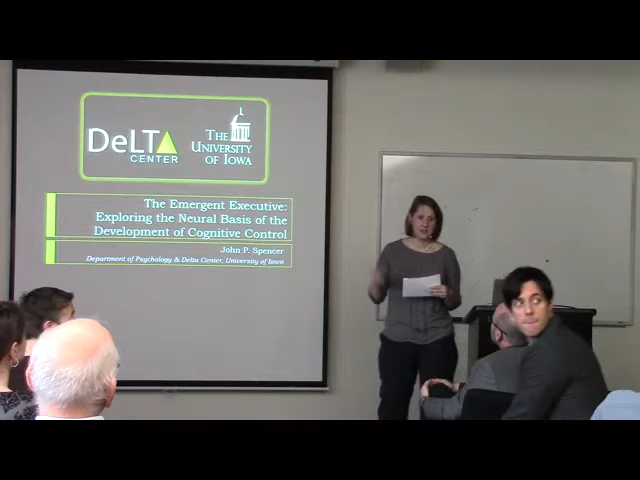 DeLTA
CENTER
THE
UNIVERSITY
OF IOWA
The Emergent Executive:
Exploring the Neural Basis of the
Development of Cognitive Control
John P. Spencer
Department of Psychology & Delta Center, University of Iowa